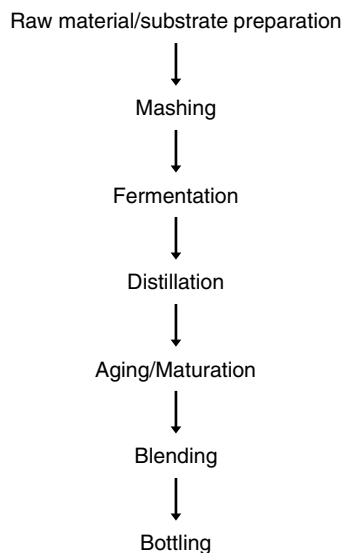 Raw material/substrate preparation
Mashing
Fermentation
Distillation
Aging/Maturation
Blending
Bottling